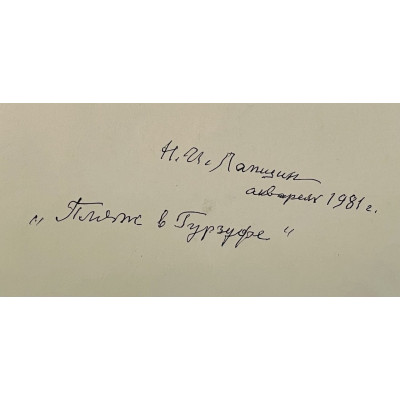 Н.И. Лапшин
акварель 1981 г.
"Пляж в Гурзуфе"